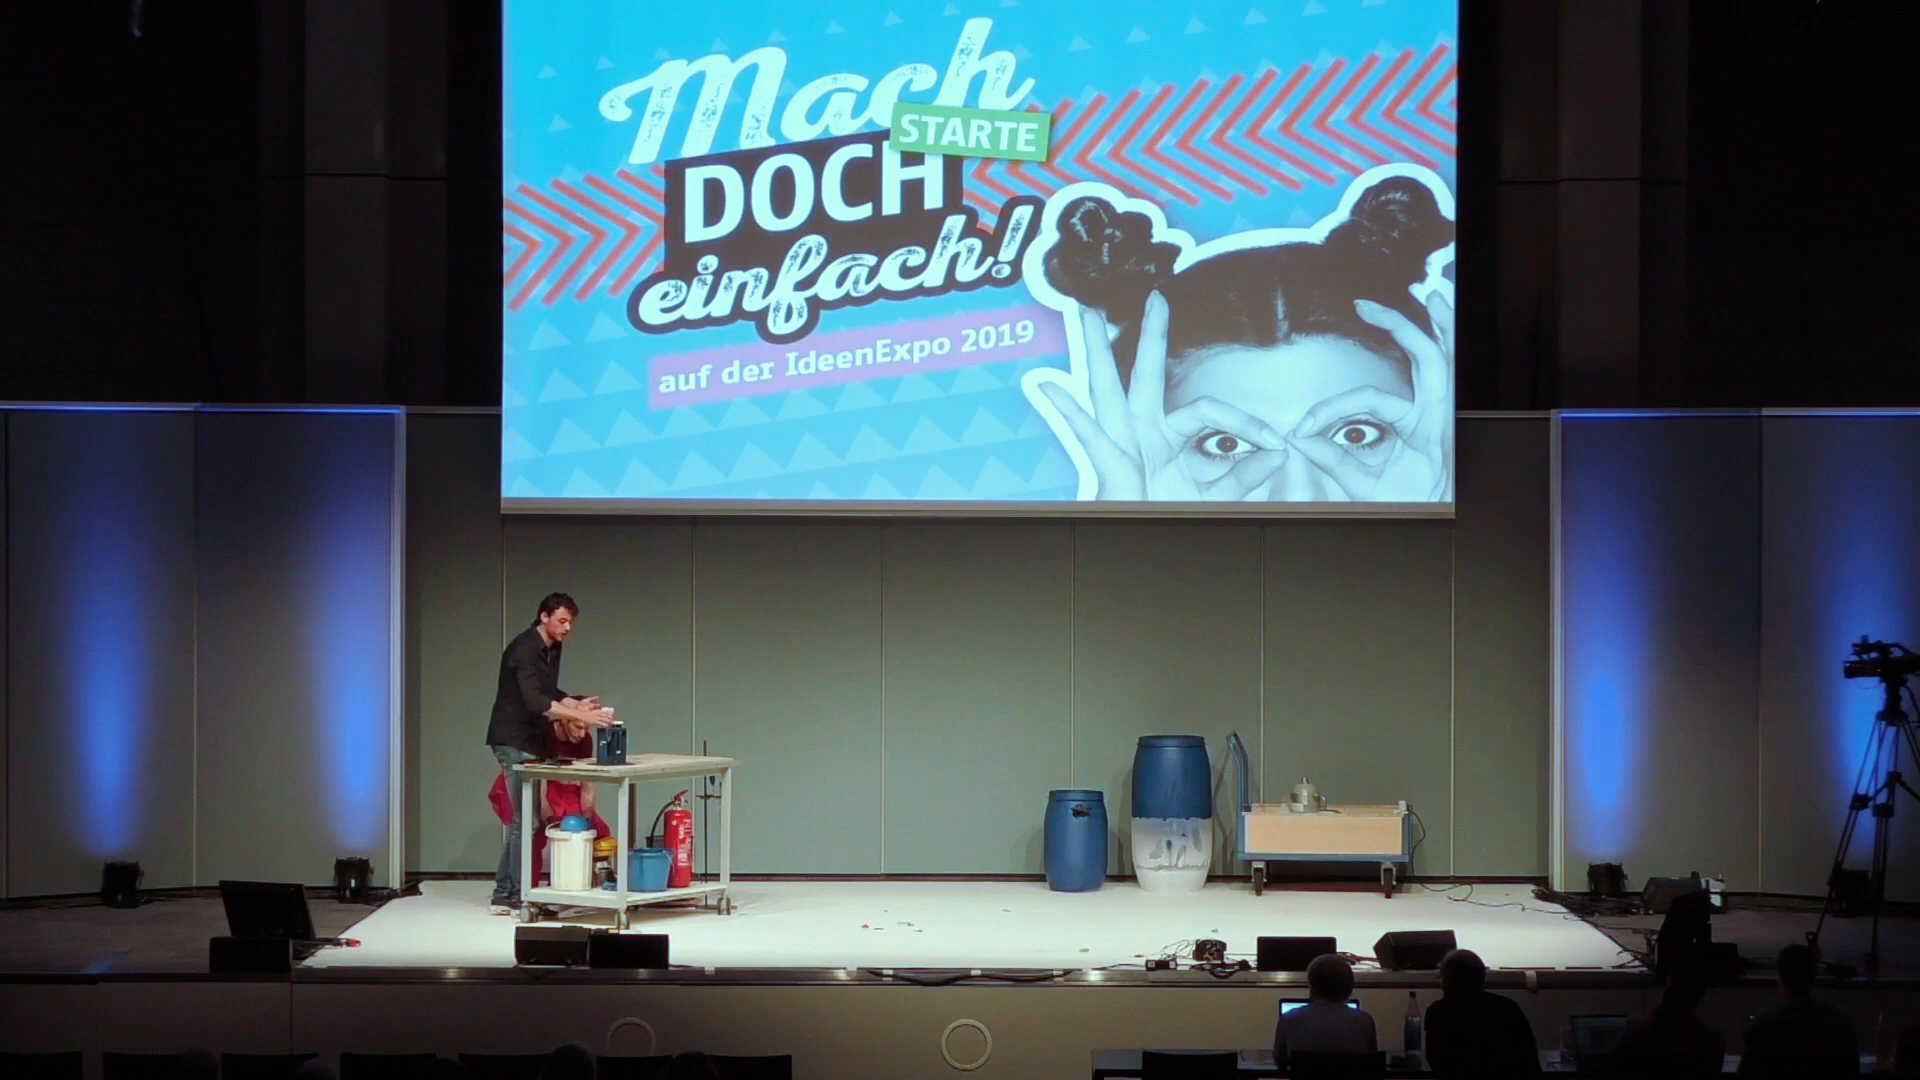 Mach
STARTE
DOCH
einfach!
auf der IdeenExpo 2019